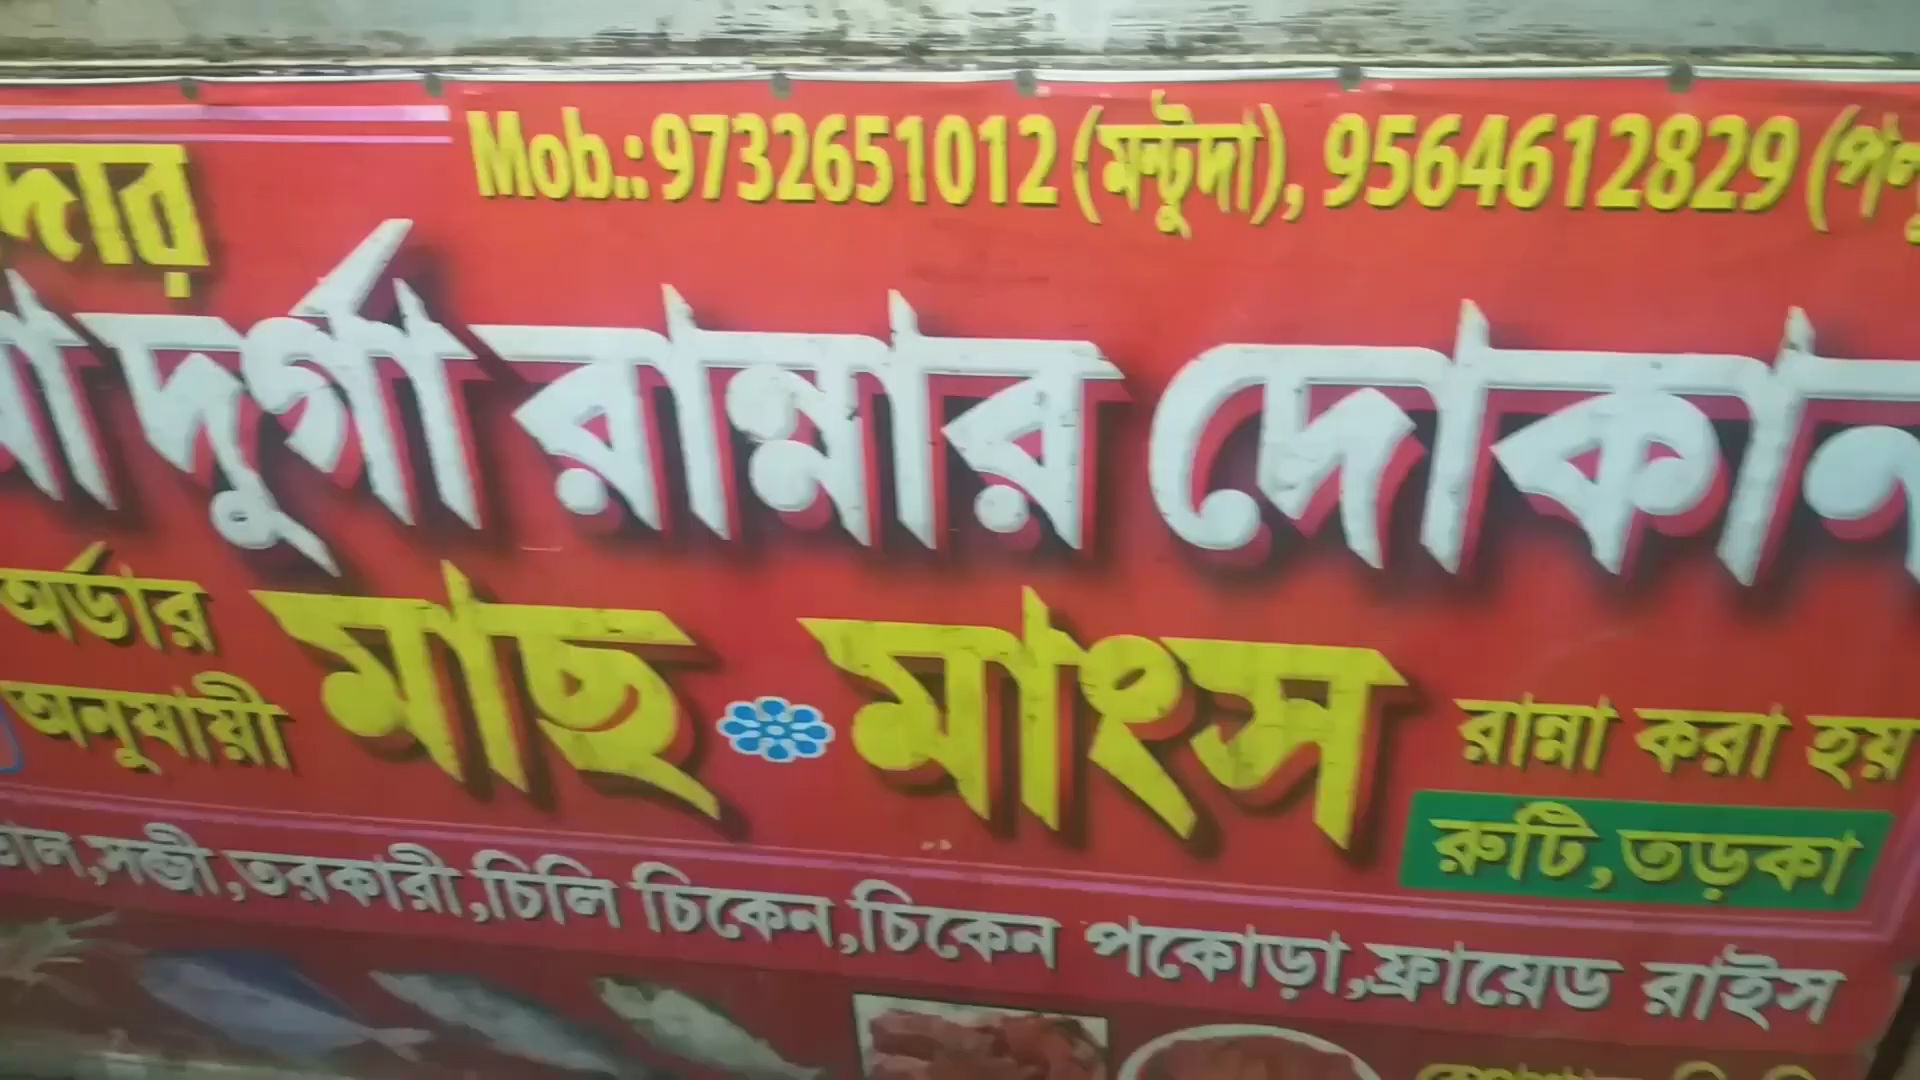 Mob.: 9732651012 (মন্টুদা), 9564612829
দুর্গা রান্নার দোকান
অর্ডার অনুযায়ী মাছ মাংস রান্না করা হয়
রুটি, তড়কা
সব্জী, তরকারী, চিলি চিকেন, চিকেন পকোড়া, ফ্রায়েড রাইস